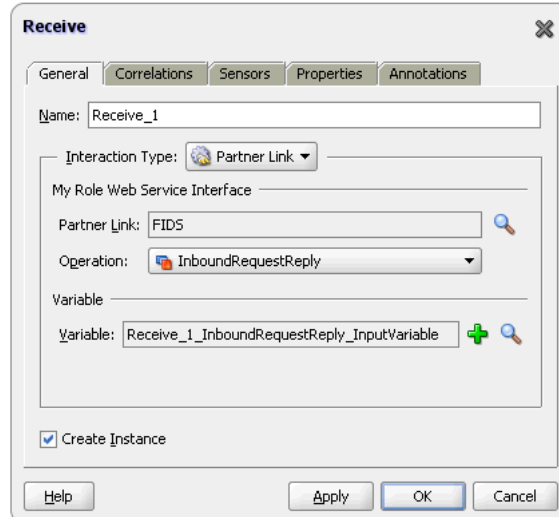 Receive
General Correlations Sensors Properties Annotations
Name: Receive_1
Interaction Type: Partner Link
My Role Web Service Interface
Partner Link: FIDS
Operation: InboundRequestReply
Variable
Variable: Receive_1_InboundRequestReply_InputVariable
Create Instance
Help Apply OK Cancel